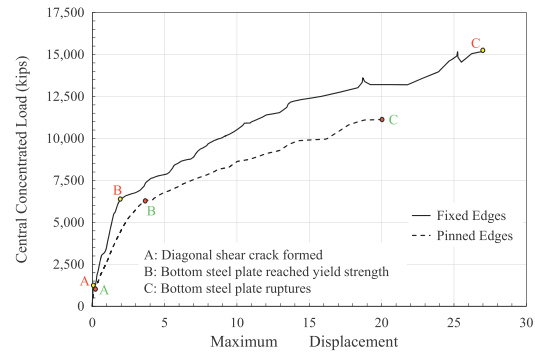 17,500
15,000
12,500
10,000
7,500
5,000
2,500
0
Central Concentrated Load (kips)
C
C
B
B
A
A
Fixed Edges
Pinned Edges
A: Diagonal shear crack formed
B: Bottom steel plate reached yield strength
C: Bottom steel plate ruptures
0 5 10 15 20 25 30
Maximum Displacement